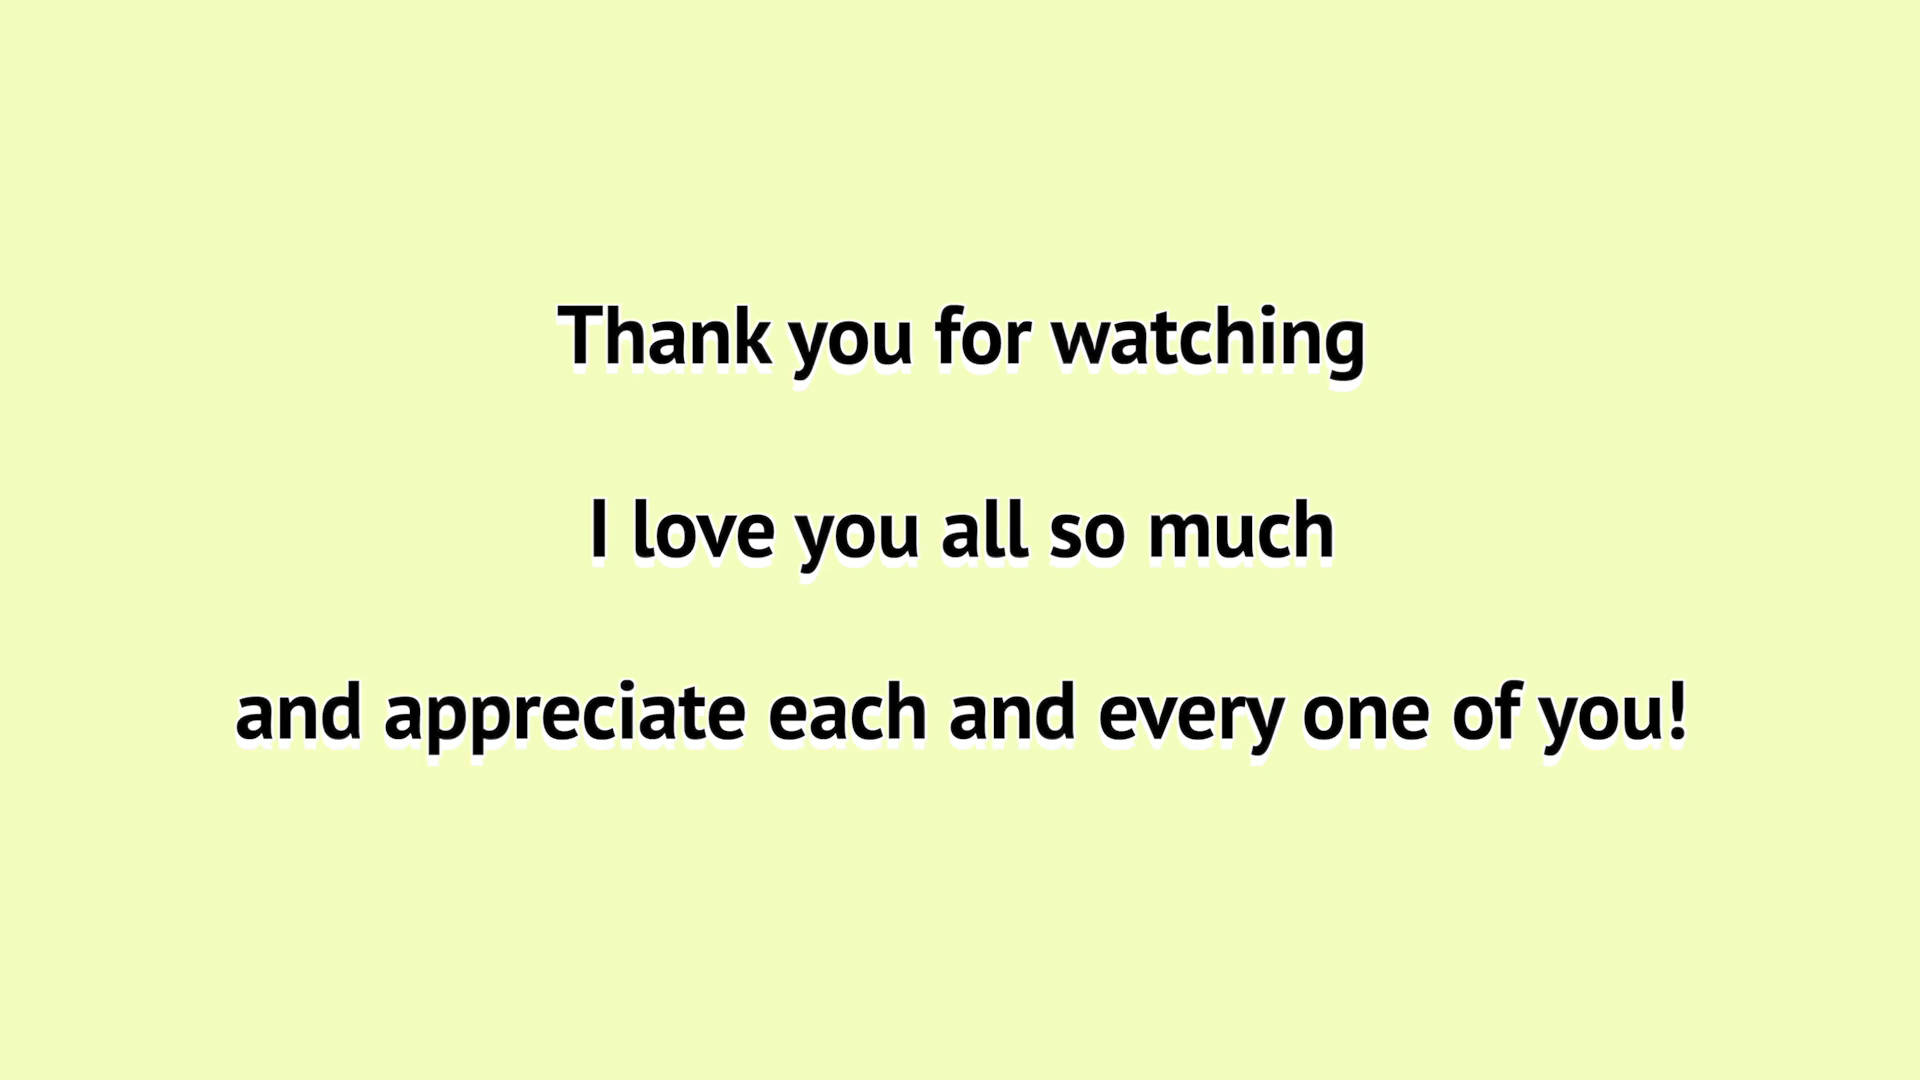 Thank you for watching
I love you all so much
and appreciate each and every one of you!